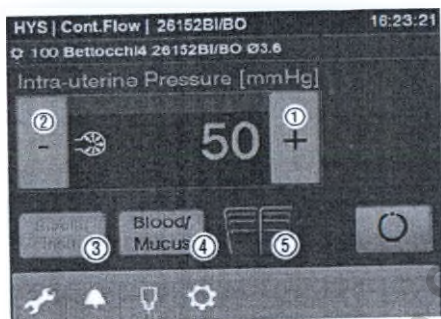 HYS | Cont.Flow | 26152BI/BO 16:23:21
100 Bettocchi4 26152BI/BO Ø3.6
Intra-uterine Pressure [mmHg]
② ①
- 50 +
Blood/
Mucus
③ ④ ⑤